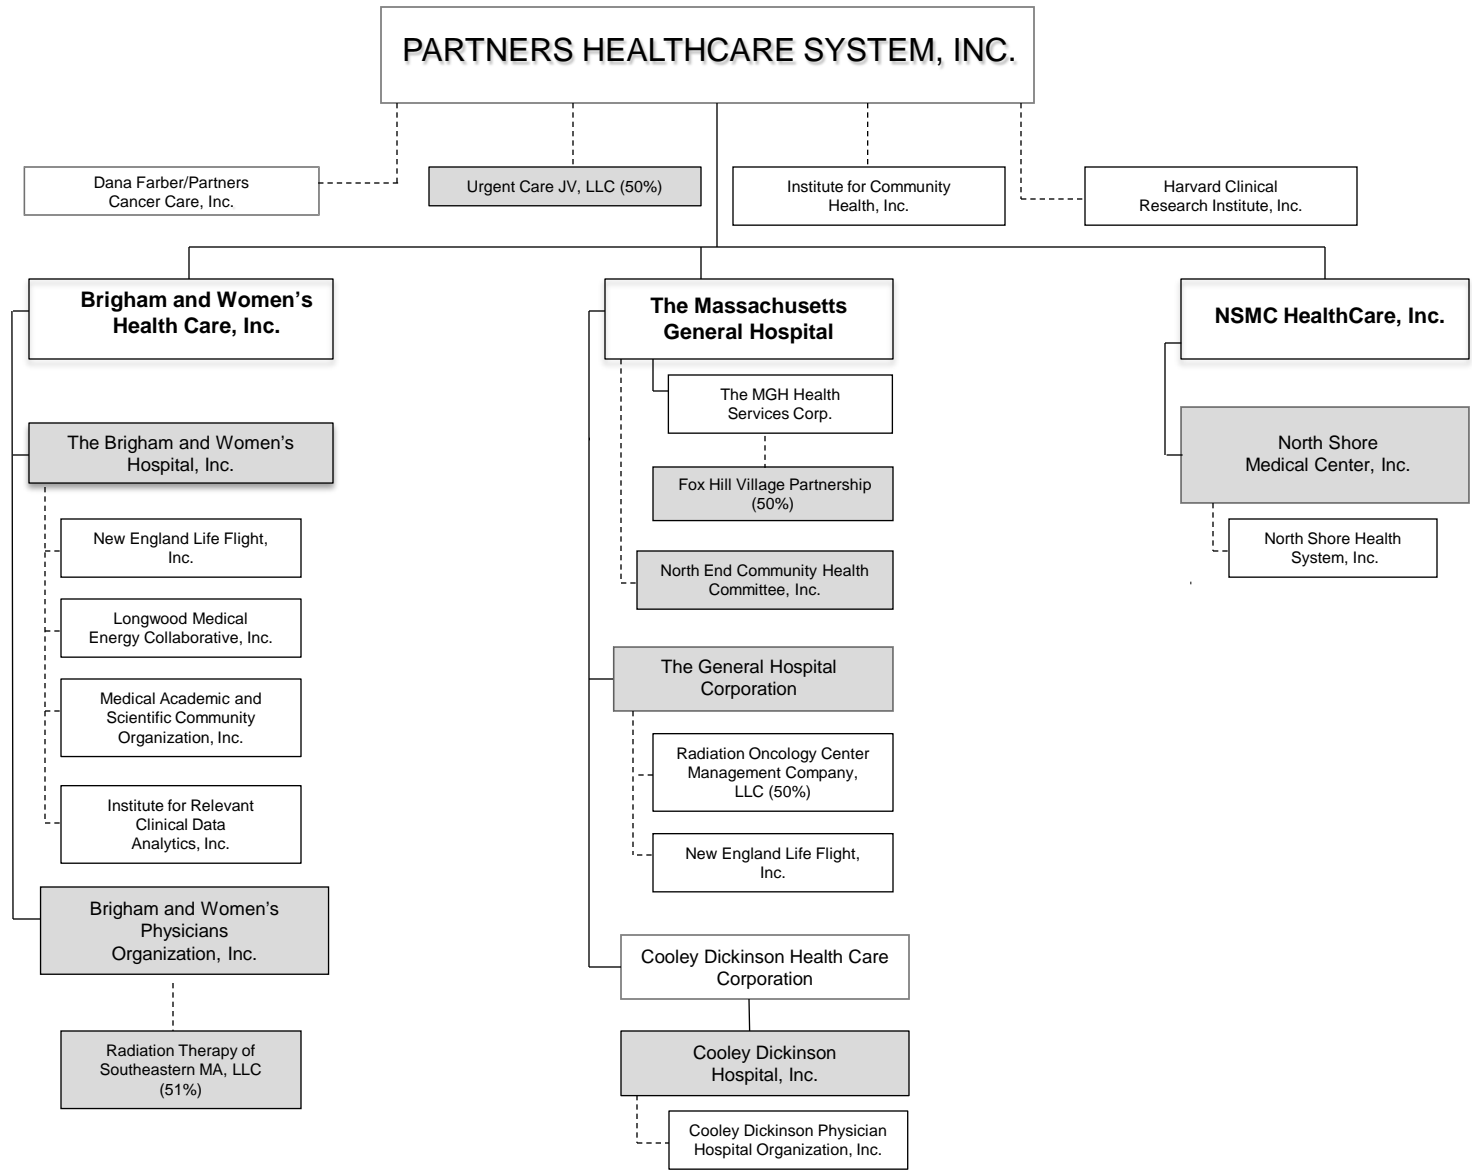 PARTNERS HEALTHCARE SYSTEM, INC.
Dana Farber/Partners
Cancer Care, Inc.
Urgent Care JV, LLC (50%)
Institute for Community
Health, Inc.
Harvard Clinical
Research Institute, Inc.
Brigham and Women’s
Health Care, Inc.
The Brigham and Women’s
Hospital, Inc.
New England Life Flight,
Inc.
Longwood Medical
Energy Collaborative, Inc.
Medical Academic and
Scientific Community
Organization, Inc.
Institute for Relevant
Clinical Data
Analytics, Inc.
Brigham and Women’s
Physicians
Organization, Inc.
Radiation Therapy of
Southeastern MA, LLC
(51%)
The Massachusetts
General Hospital
The MGH Health
Services Corp.
Fox Hill Village Partnership
(50%)
North End Community Health
Committee, Inc.
The General Hospital
Corporation
Radiation Oncology Center
Management Company,
LLC (50%)
New England Life Flight,
Inc.
Cooley Dickinson Health Care
Corporation
Cooley Dickinson
Hospital, Inc.
Cooley Dickinson Physician
Hospital Organization, Inc.
NSMC HealthCare, Inc.
North Shore
Medical Center, Inc.
North Shore Health
System, Inc.